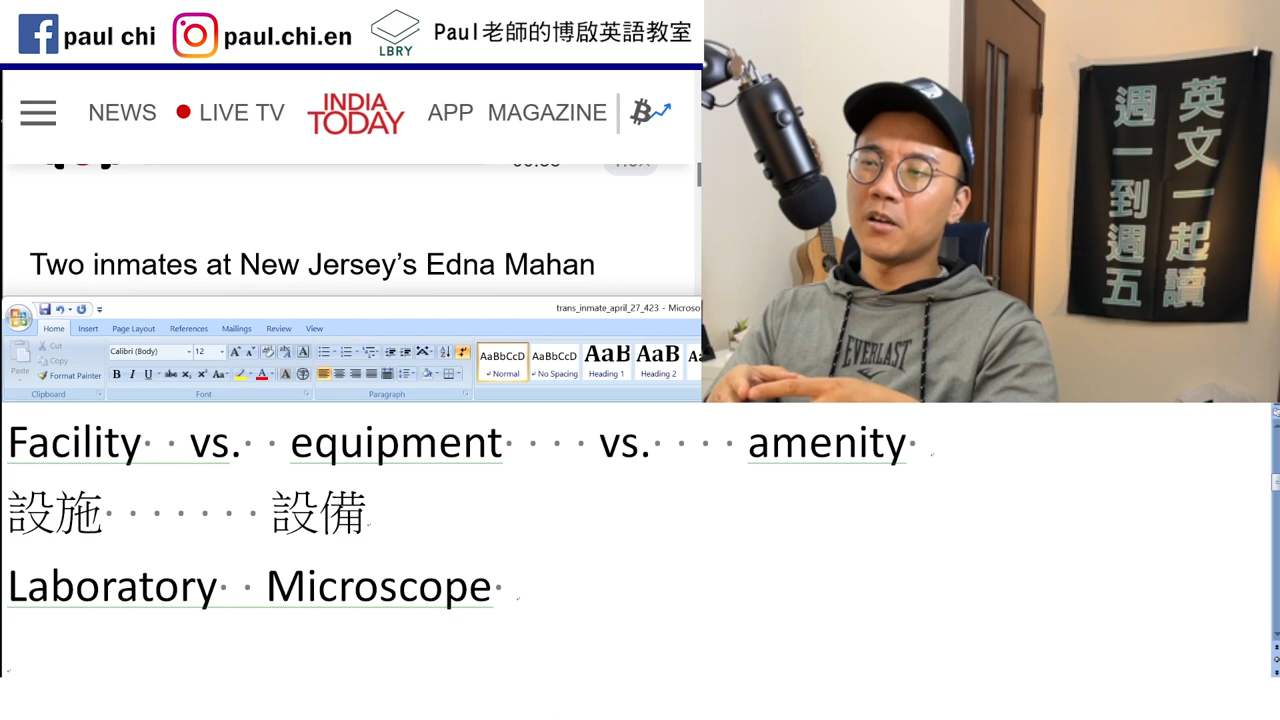 paul chi
paul.chi.en
LBRY
Paul老師的博啟英語教室
NEWS
LIVE TV
INDIA TODAY
APP
MAGAZINE
Two inmates at New Jersey’s Edna Mahan
trans_inmate_april_27_423 - Microso
Home Insert Page Layout References Mailings Review View
Cut
Copy
Paste
Format Painter
Clipboard
Calibri (Body)
12
Font
Paragraph
AaBbCcD AaBbCcD AaBb AaBbC
Normal
No Spacing
Heading 1
Heading 2
Facility vs. equipment vs. amenity
設施 設備
Laboratory Microscope
英文一起讀
週一到週五
EVERLAST